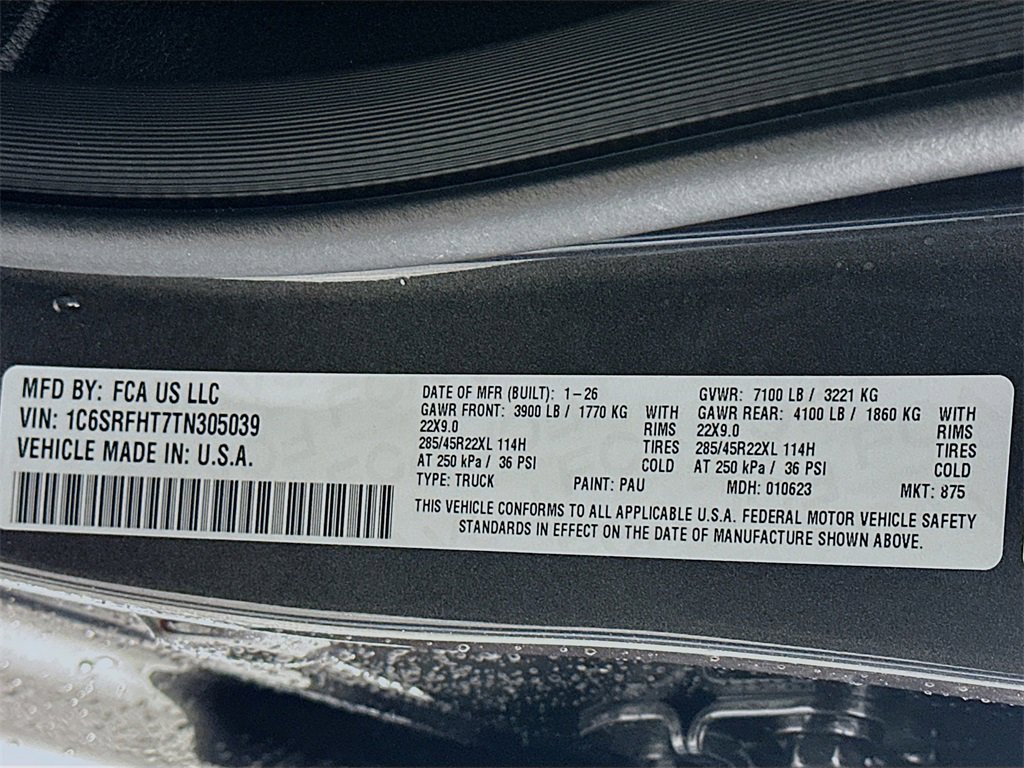 MFD BY: FCA US LLC
VIN: 1C6SRFHT7TN305039
VEHICLE MADE IN: U.S.A.
DATE OF MFR (BUILT): 1-26
GAWR FRONT: 3900 LB / 1770 KG WITH
22X9.0 RIMS
285/45R22XL 114H TIRES
AT 250 kPa / 36 PSI COLD
GVWR: 7100 LB / 3221 KG
GAWR REAR: 4100 LB / 1860 KG WITH
22X9.0 RIMS
285/45R22XL 114H TIRES
AT 250 kPa / 36 PSI COLD
TYPE: TRUCK PAINT: PAU MDH: 010623 MKT: 875
THIS VEHICLE CONFORMS TO ALL APPLICABLE U.S.A. FEDERAL MOTOR VEHICLE SAFETY
STANDARDS IN EFFECT ON THE DATE OF MANUFACTURE SHOWN ABOVE.